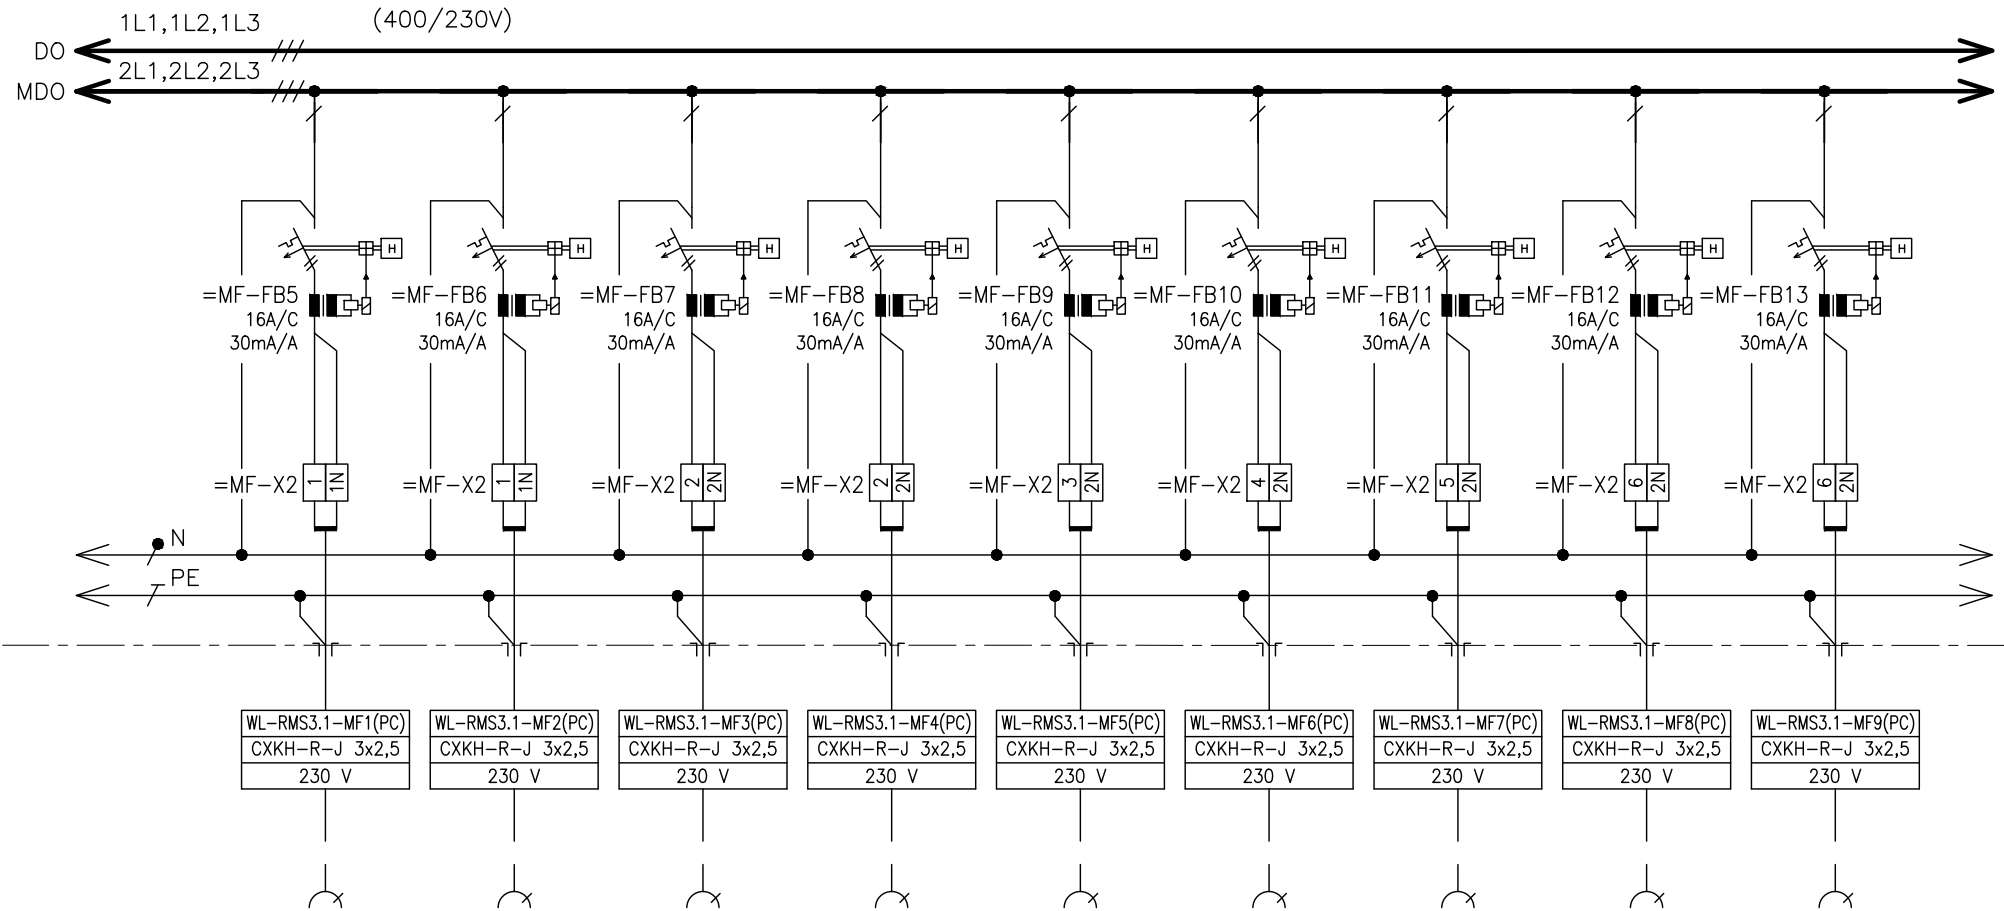 1L1,1L2,1L3 (400/230V)
DO
2L1,2L2,2L3
MDO
H H H H H H H H H
=MF-FB5 =MF-FB6 =MF-FB7 =MF-FB8 =MF-FB9 =MF-FB10 =MF-FB11 =MF-FB12 =MF-FB13
16A/C 16A/C 16A/C 16A/C 16A/C 16A/C 16A/C 16A/C 16A/C
30mA/A 30mA/A 30mA/A 30mA/A 30mA/A 30mA/A 30mA/A 30mA/A 30mA/A
=MF-X2 1 1N =MF-X2 1 1N =MF-X2 2 2N =MF-X2 2 2N =MF-X2 3 2N =MF-X2 4 2N =MF-X2 5 2N =MF-X2 6 2N =MF-X2 6 2N
N
PE
WL-RMS3.1-MF1(PC) WL-RMS3.1-MF2(PC) WL-RMS3.1-MF3(PC) WL-RMS3.1-MF4(PC) WL-RMS3.1-MF5(PC) WL-RMS3.1-MF6(PC) WL-RMS3.1-MF7(PC) WL-RMS3.1-MF8(PC) WL-RMS3.1-MF9(PC)
CXKH-R-J 3x2,5 CXKH-R-J 3x2,5 CXKH-R-J 3x2,5 CXKH-R-J 3x2,5 CXKH-R-J 3x2,5 CXKH-R-J 3x2,5 CXKH-R-J 3x2,5 CXKH-R-J 3x2,5 CXKH-R-J 3x2,5
230 V 230 V 230 V 230 V 230 V 230 V 230 V 230 V 230 V